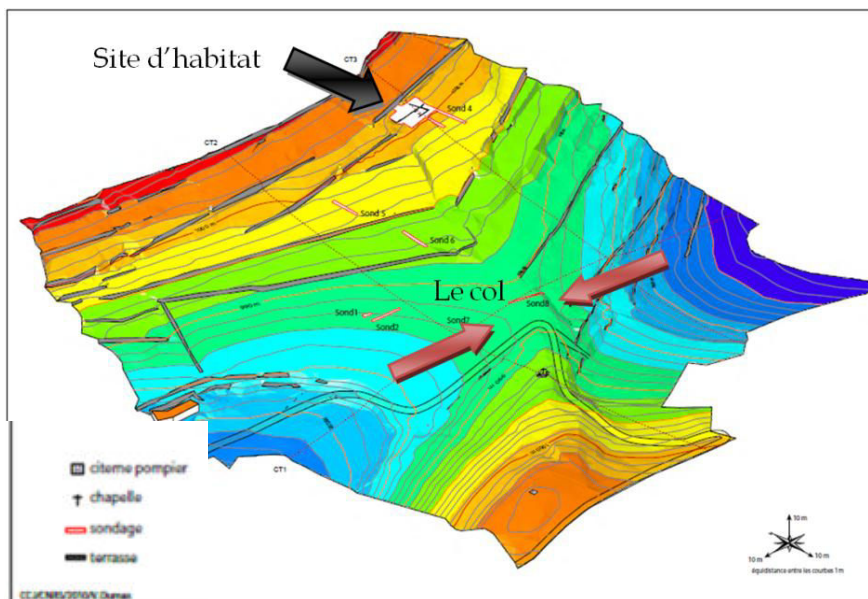 Site d'habitat
CT3
Sond 4
CT2
Sond 5
Sond 6
Le col
Sond1
Sond2
Sond7
Sond8
CT1
citerne pompier
chapelle
sondage
terrasse
10 m
10 m
10 m
équidistance entre les courbes 1m